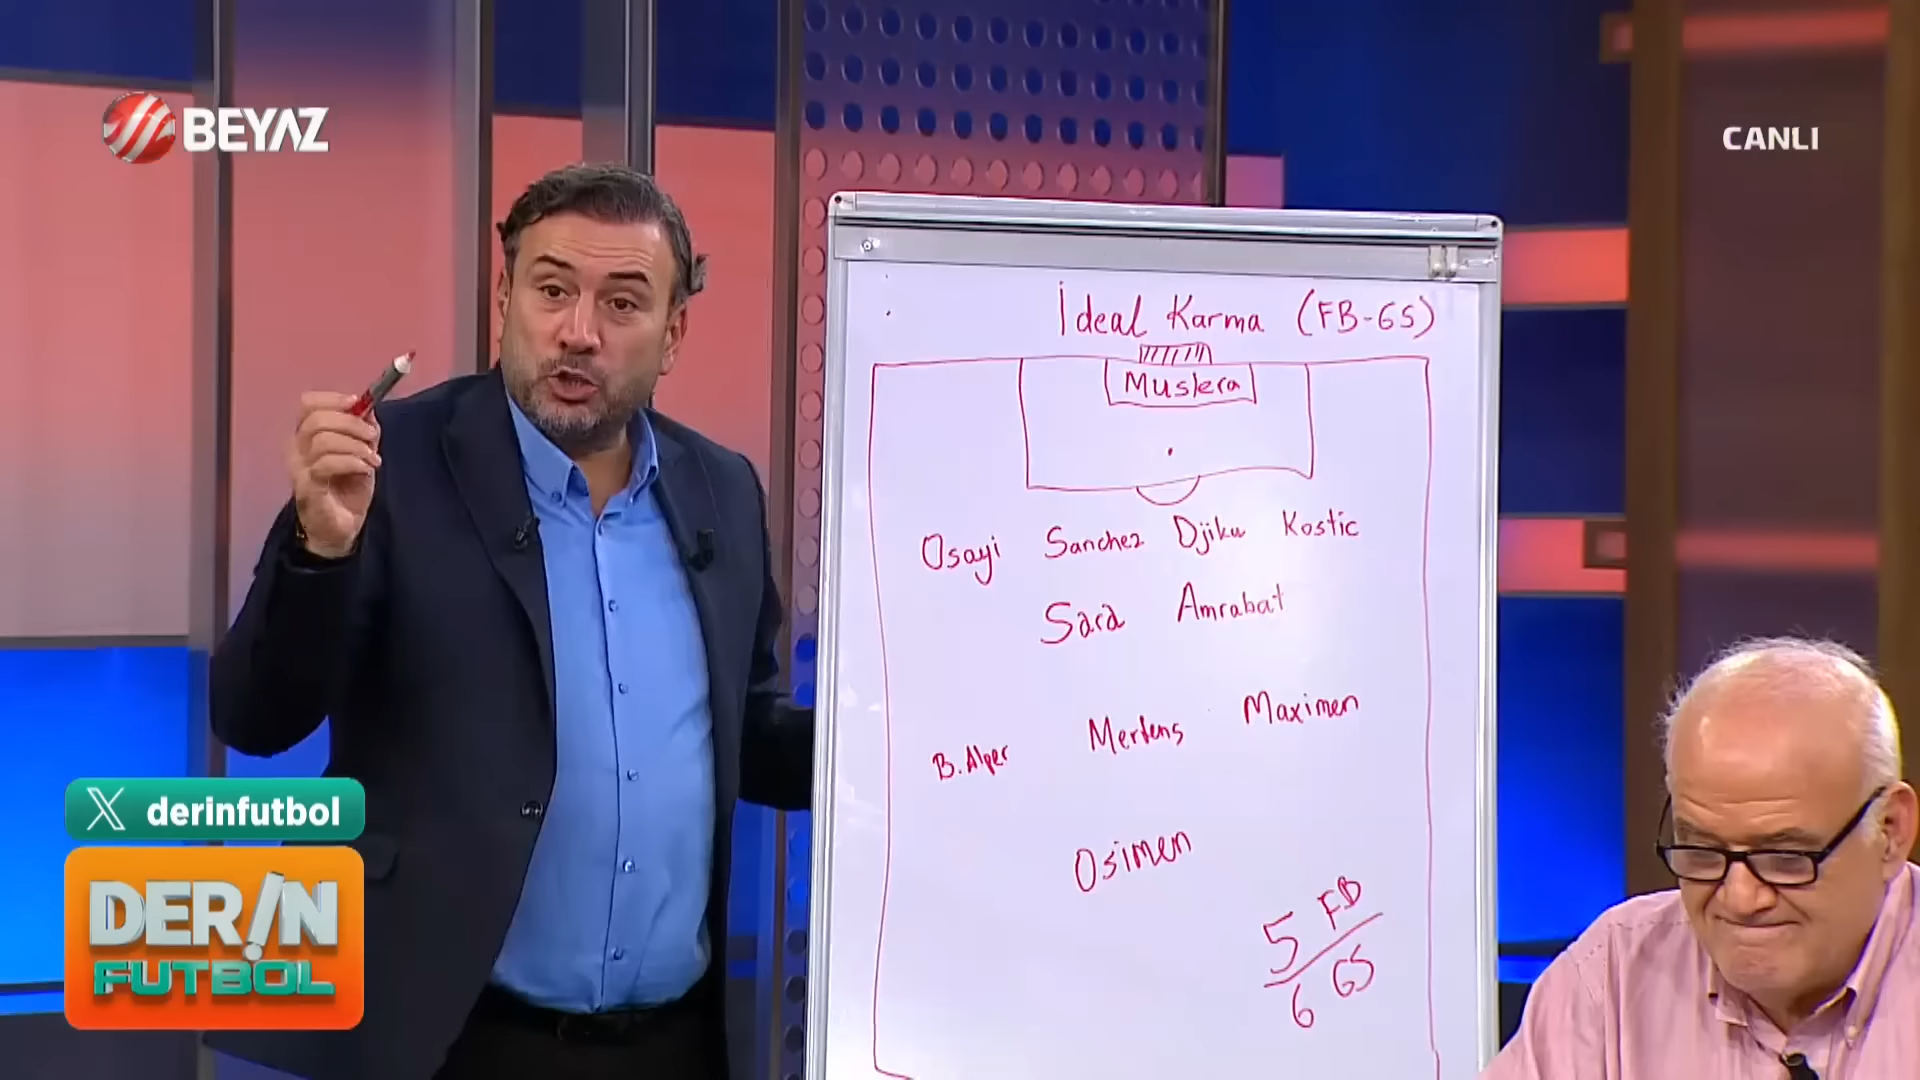 BEYAZ
CANLI
İdeal Karma (FB-GS)
Muslera
Osayi Sanchez Djiku Kostic
Sara Amrabat
B. Alper Mertens Maximen
Osimen
5 FB
6 GS
X derinfutbol
DERİN
FUTBOL